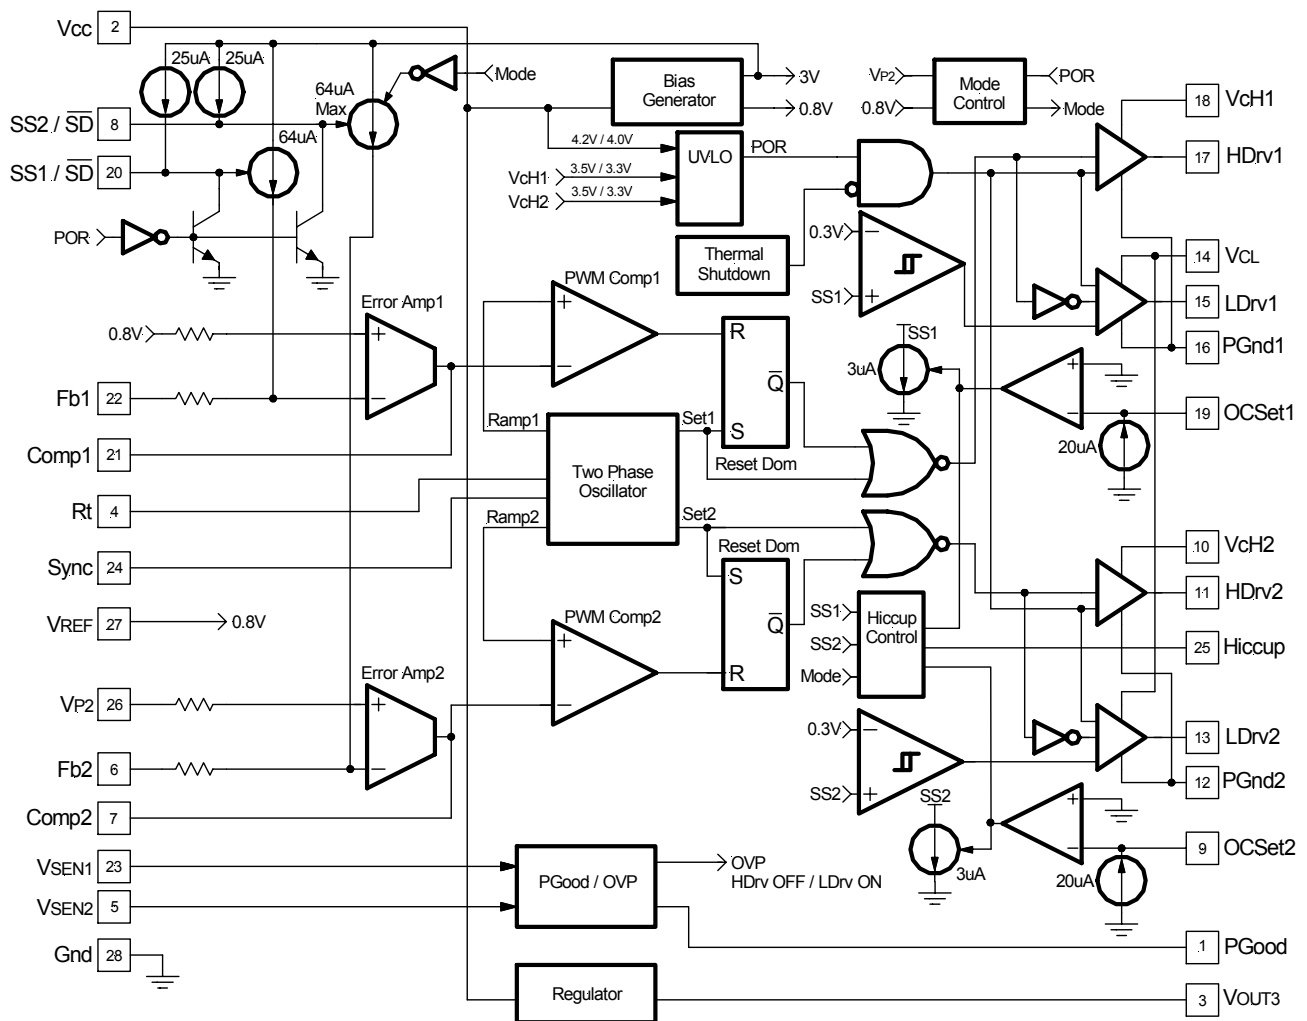 Vcc 2
25uA 25uA
Mode
64uA
Max
SS2 / SD 8
64uA
SS1 / SD 20
POR
Bias
Generator
3V
0.8V
VP2
0.8V
Mode
Control
POR
Mode
4.2V / 4.0V
VcH1 3.5V / 3.3V
VcH2 3.5V / 3.3V
UVLO
POR
Thermal
Shutdown
0.3V
SS1
18 VcH1
17 HDrv1
14 VCL
15 LDrv1
16 PGnd1
Error Amp1
0.8V
+
−
Fb1 22
Comp1 21
PWM Comp1
+
−
R
S
Q
Reset Dom
SS1
3uA
+
−
19 OCSet1
20uA
Ramp1
Set1
Two Phase
Oscillator
Ramp2
Set2
Rt 4
Sync 24
VREF 27
0.8V
Reset Dom
S
R
Q
PWM Comp2
+
−
10 VcH2
11 HDrv2
SS1
SS2
Mode
Hiccup
Control
25 Hiccup
Error Amp2
VP2 26
+
−
Fb2 6
Comp2 7
0.3V −
SS2 +
13 LDrv2
12 PGnd2
SS2
3uA
+
−
9 OCSet2
20uA
VSEN1 23
VSEN2 5
PGood / OVP
OVP
HDrv OFF / LDrv ON
Gnd 28
1 PGood
Regulator
3 VOUT3